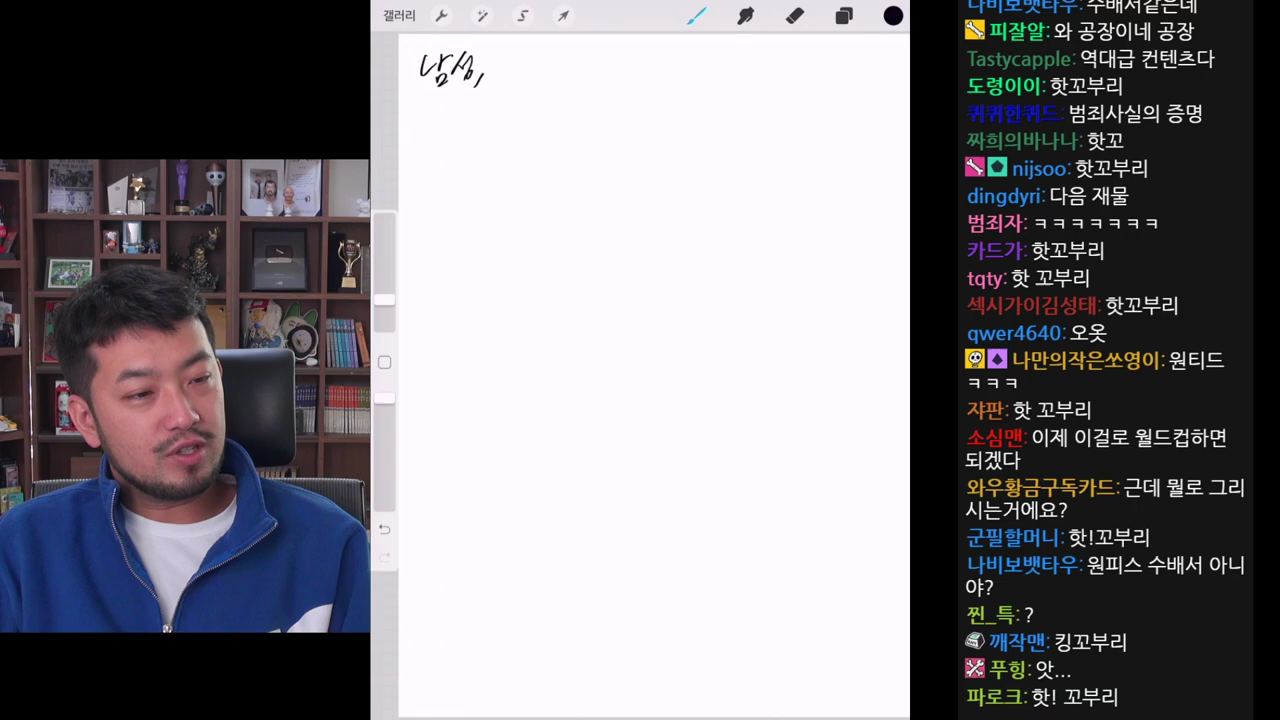 갤러리
남성,
나비보뱃타우: 수배서같은데
피잘알: 와 공장이네 공장
Tastycapple: 역대급 컨텐츠다
도령이이: 핫꼬부리
퀴퀴한퀴드: 범죄사실의 증명
짜희의바나나: 핫꼬
nijsoo: 핫꼬부리
dingdyri: 다음 재물
범죄자: ㅋㅋㅋㅋㅋㅋㅋ
카드가: 핫꼬부리
tqty: 핫 꼬부리
섹시가이김성태: 핫꼬부리
qwer4640: 오옷
나만의작은쏘영이: 원티드
ㅋㅋㅋ
쟈판: 핫 꼬부리
소심맨: 이제 이걸로 월드컵하면
되겠다
와우황금구독카드: 근데 뭘로 그리
시는거에요?
군필할머니: 핫!꼬부리
나비보뱃타우: 원피스 수배서 아니
야?
찐_특: ?
깨작맨: 킹꼬부리
푸힝: 앗...
파로크: 핫! 꼬부리